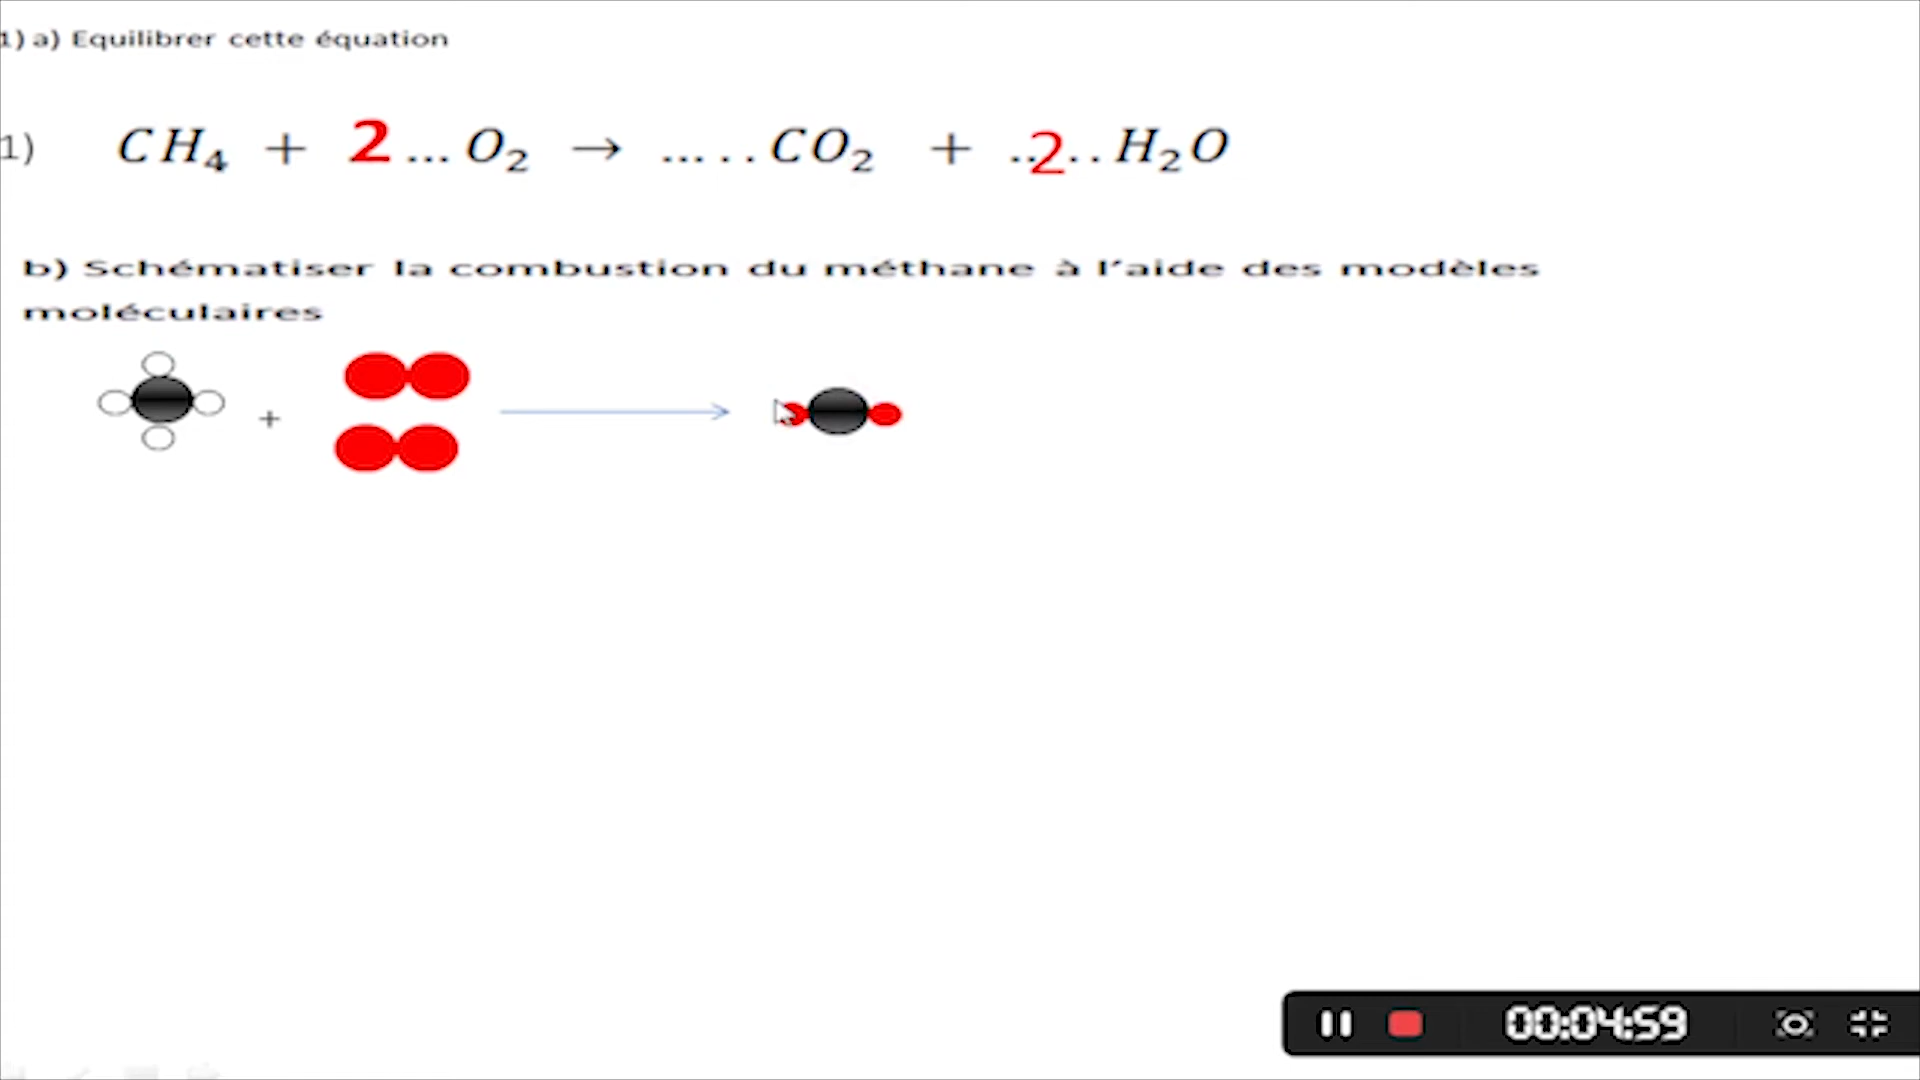 1) a) Equilibrer cette équation
1) CH₄ + 2 ... O₂ → ..... CO₂ + ..2.. H₂O
b) Schématiser la combustion du méthane à l'aide des modèles
moléculaires
+
00:04:59